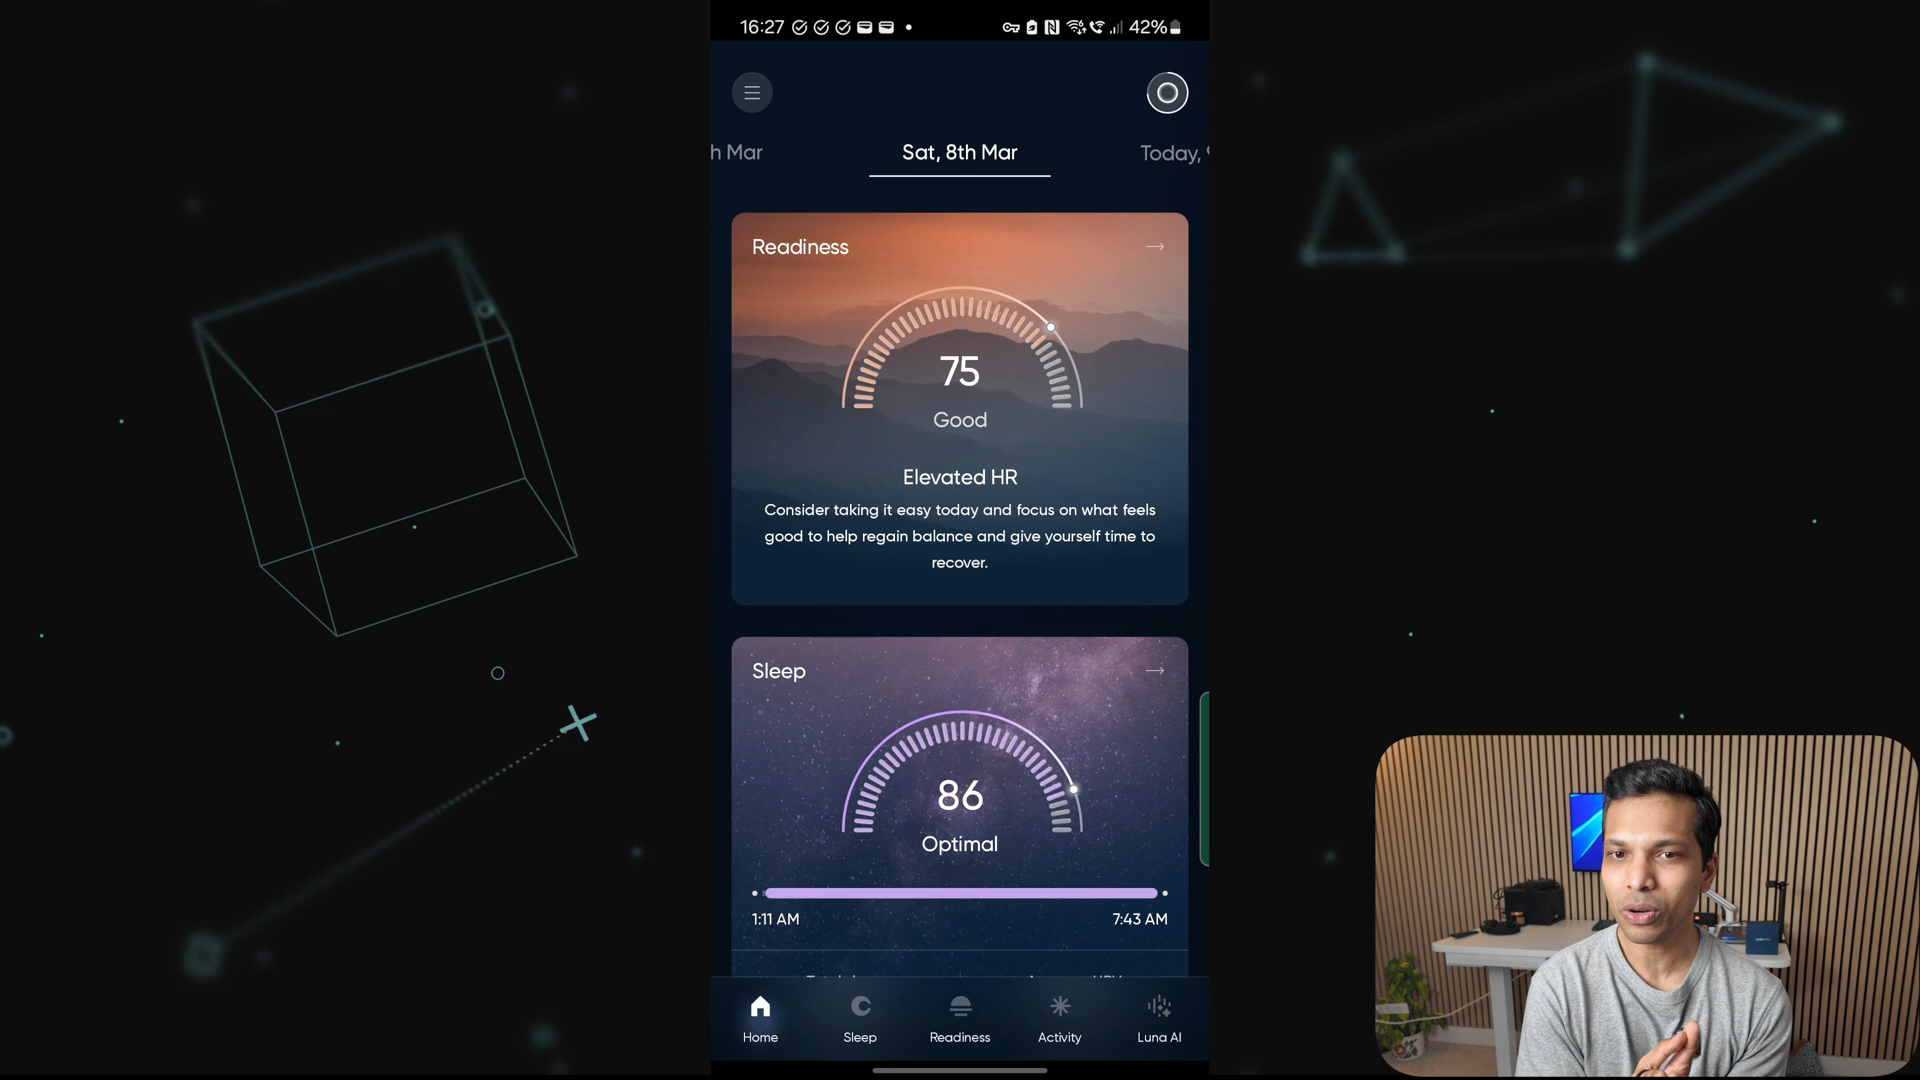 16:27
42%
h Mar
Sat, 8th Mar
Today,
Readiness
75
Good
Elevated HR
Consider taking it easy today and focus on what feels
good to help regain balance and give yourself time to
recover.
Sleep
86
Optimal
1:11 AM
7:43 AM
Home
Sleep
Readiness
Activity
Luna AI